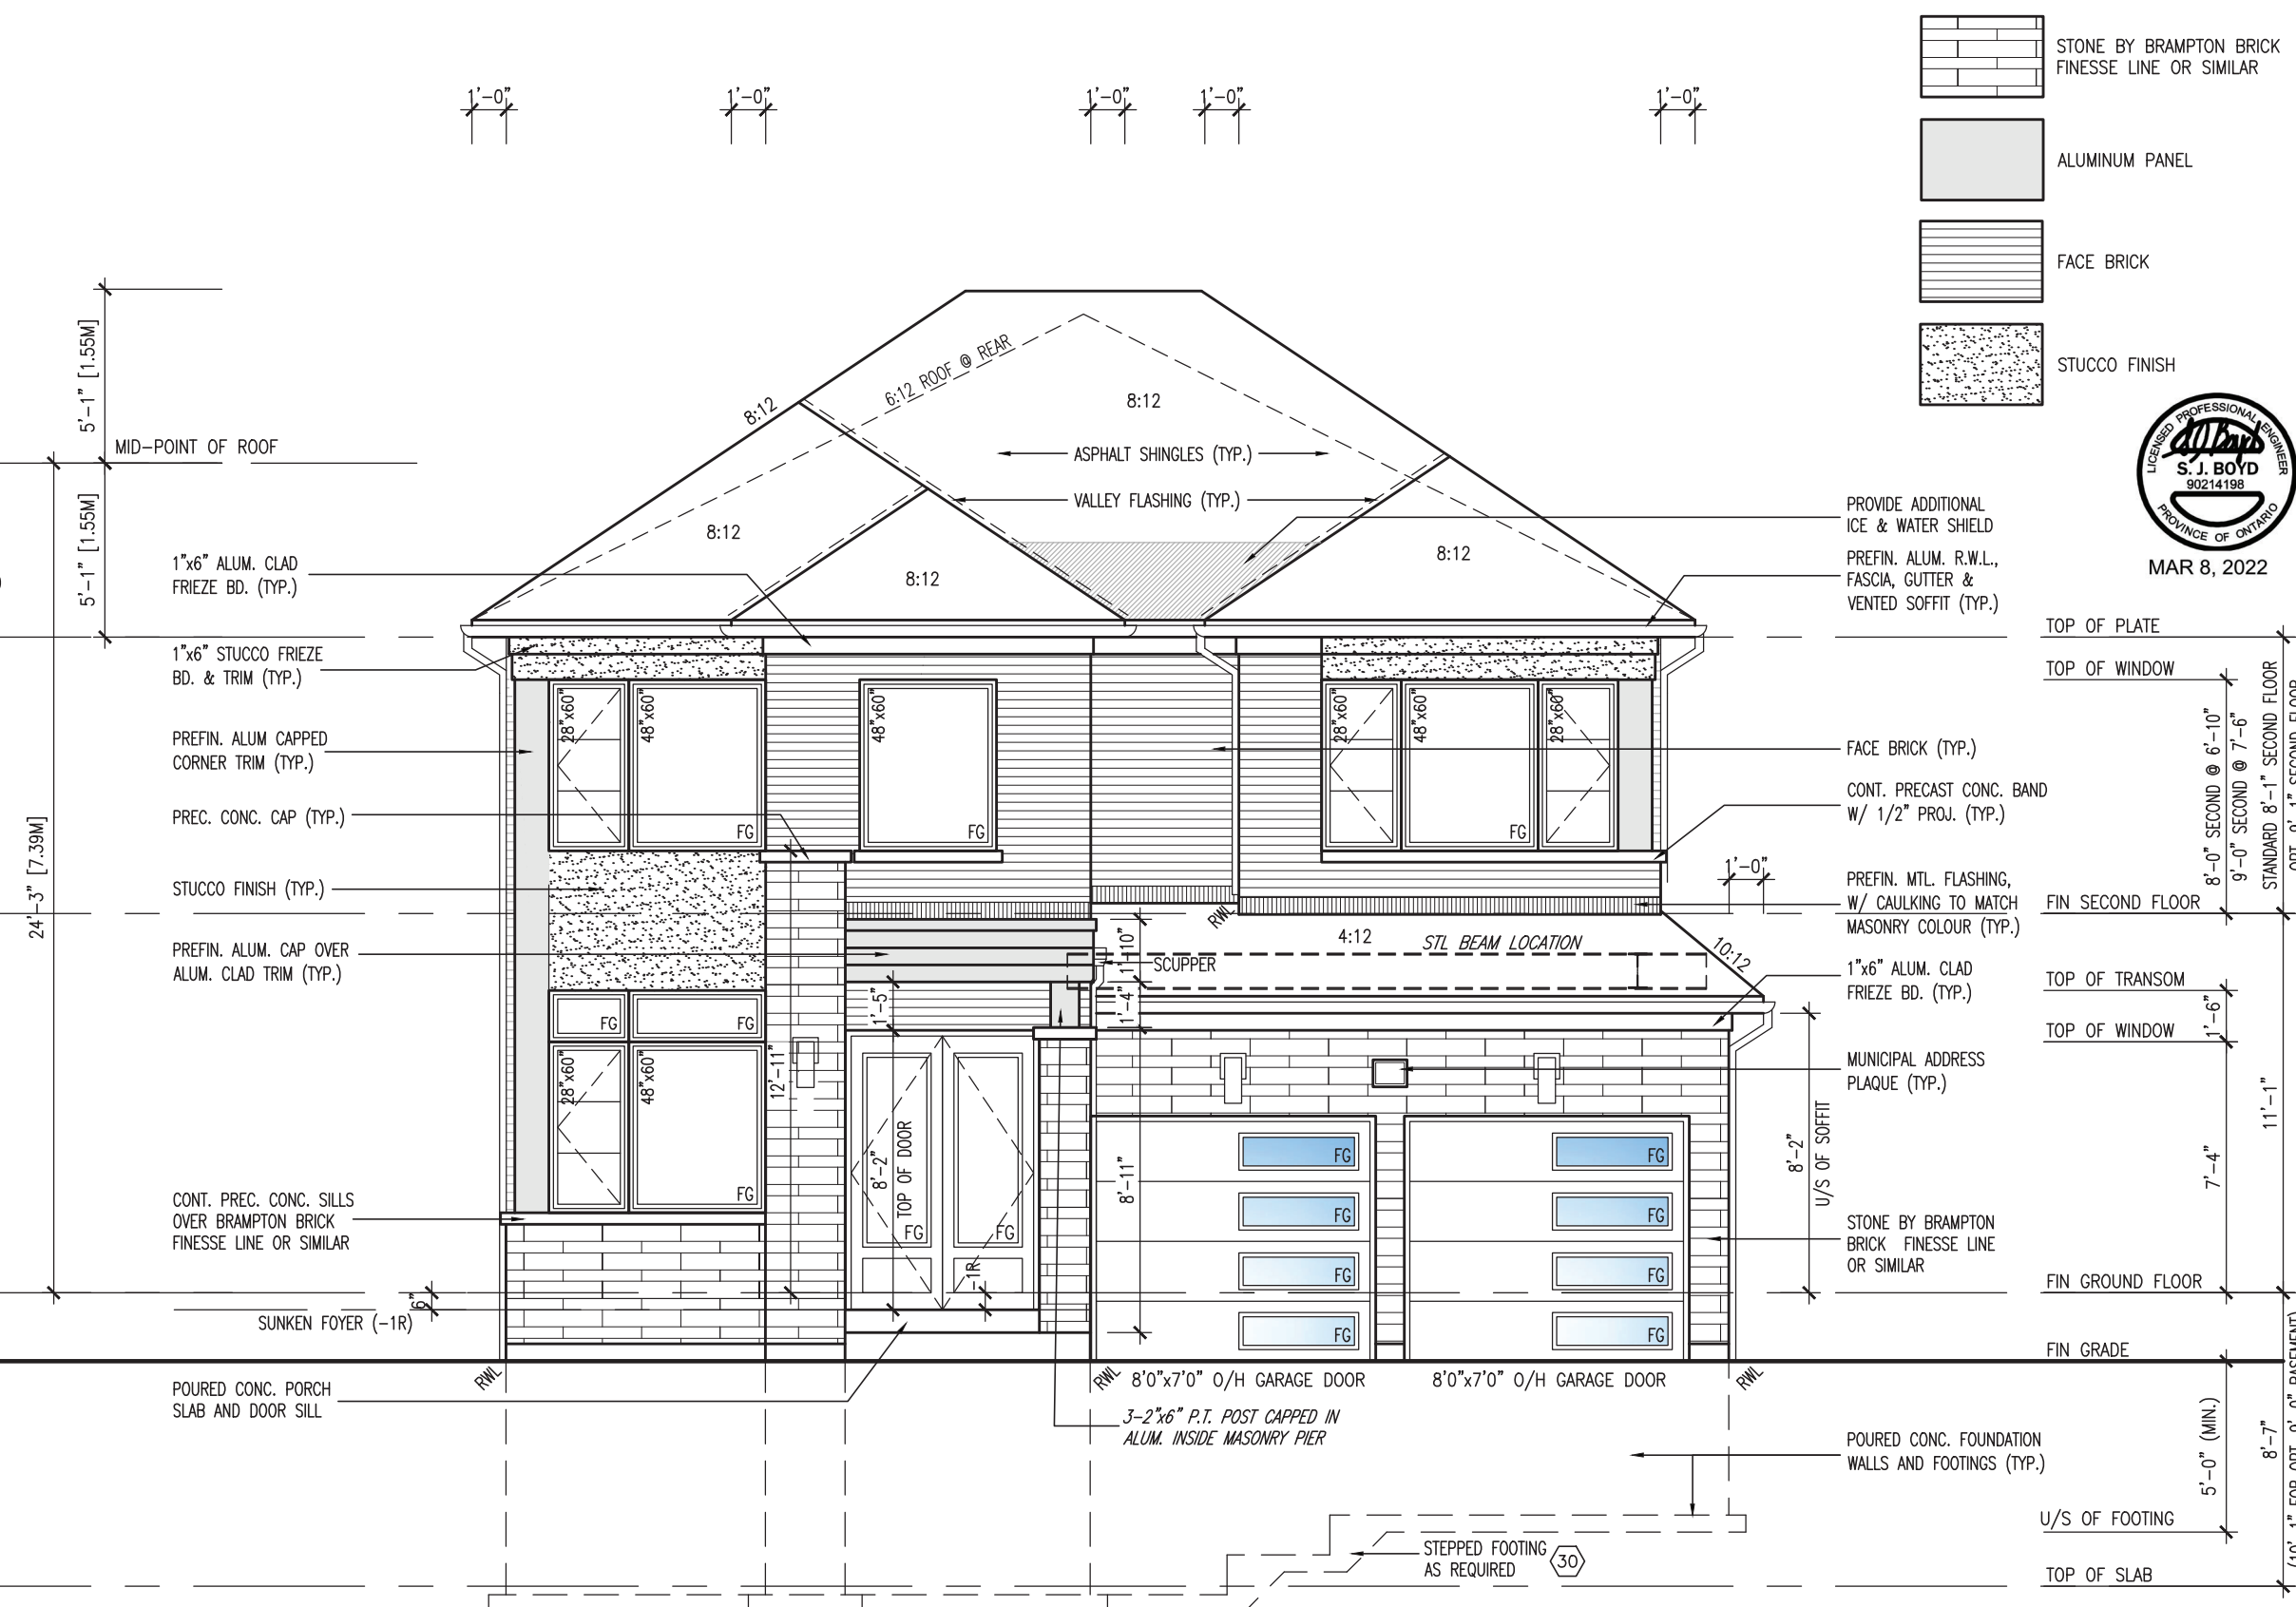 STONE BY BRAMPTON BRICK
FINESSE LINE OR SIMILAR
ALUMINUM PANEL
FACE BRICK
STUCCO FINISH
LICENSED PROFESSIONAL ENGINEER
S. J. BOYD
90214198
PROVINCE OF ONTARIO
MAR 8, 2022
1'-0"
1'-0"
1'-0"
1'-0"
1'-0"
5'-1" [1.55M]
MID-POINT OF ROOF
5'-1" [1.55M]
24'-3" [7.39M]
1"x6" ALUM. CLAD
FRIEZE BD. (TYP.)
1"x6" STUCCO FRIEZE
BD. & TRIM (TYP.)
PREFIN. ALUM CAPPED
CORNER TRIM (TYP.)
PREC. CONC. CAP (TYP.)
STUCCO FINISH (TYP.)
PREFIN. ALUM. CAP OVER
ALUM. CLAD TRIM (TYP.)
CONT. PREC. CONC. SILLS
OVER BRAMPTON BRICK
FINESSE LINE OR SIMILAR
6"
SUNKEN FOYER (-1R)
POURED CONC. PORCH
SLAB AND DOOR SILL
8:12
6:12 ROOF @ REAR
8:12
ASPHALT SHINGLES (TYP.)
VALLEY FLASHING (TYP.)
8:12
8:12
8:12
28"x60"
48"x60"
FG
48"x60"
FG
28"x60"
48"x60"
28"x60"
FG
RWL
4:12
STL BEAM LOCATION
10:12
1'-0"
1'-10"
SCUPPER
1'-5"
1'-4"
FG
FG
28"x60"
48"x60"
FG
12'-11"
8'-2"
TOP OF DOOR
FG
FG
-1R
8'-11"
FG
FG
FG
FG
FG
FG
FG
FG
8'-2"
U/S OF SOFFIT
RWL
RWL
8'0"x7'0" O/H GARAGE DOOR
8'0"x7'0" O/H GARAGE DOOR
RWL
3-2"x6" P.T. POST CAPPED IN
ALUM. INSIDE MASONRY PIER
STEPPED FOOTING
AS REQUIRED
30
PROVIDE ADDITIONAL
ICE & WATER SHIELD
PREFIN. ALUM. R.W.L.,
FASCIA, GUTTER &
VENTED SOFFIT (TYP.)
FACE BRICK (TYP.)
CONT. PRECAST CONC. BAND
W/ 1/2" PROJ. (TYP.)
PREFIN. MTL. FLASHING,
W/ CAULKING TO MATCH
MASONRY COLOUR (TYP.)
1"x6" ALUM. CLAD
FRIEZE BD. (TYP.)
MUNICIPAL ADDRESS
PLAQUE (TYP.)
STONE BY BRAMPTON
BRICK FINESSE LINE
OR SIMILAR
POURED CONC. FOUNDATION
WALLS AND FOOTINGS (TYP.)
TOP OF PLATE
TOP OF WINDOW
8'-0" SECOND @ 6'-10"
9'-0" SECOND @ 7'-6"
STANDARD 8'-1" SECOND FLOOR
FIN SECOND FLOOR
TOP OF TRANSOM
1'-6"
TOP OF WINDOW
11'-1"
7'-4"
FIN GROUND FLOOR
FIN GRADE
5'-0" (MIN.)
8'-7"
U/S OF FOOTING
TOP OF SLAB